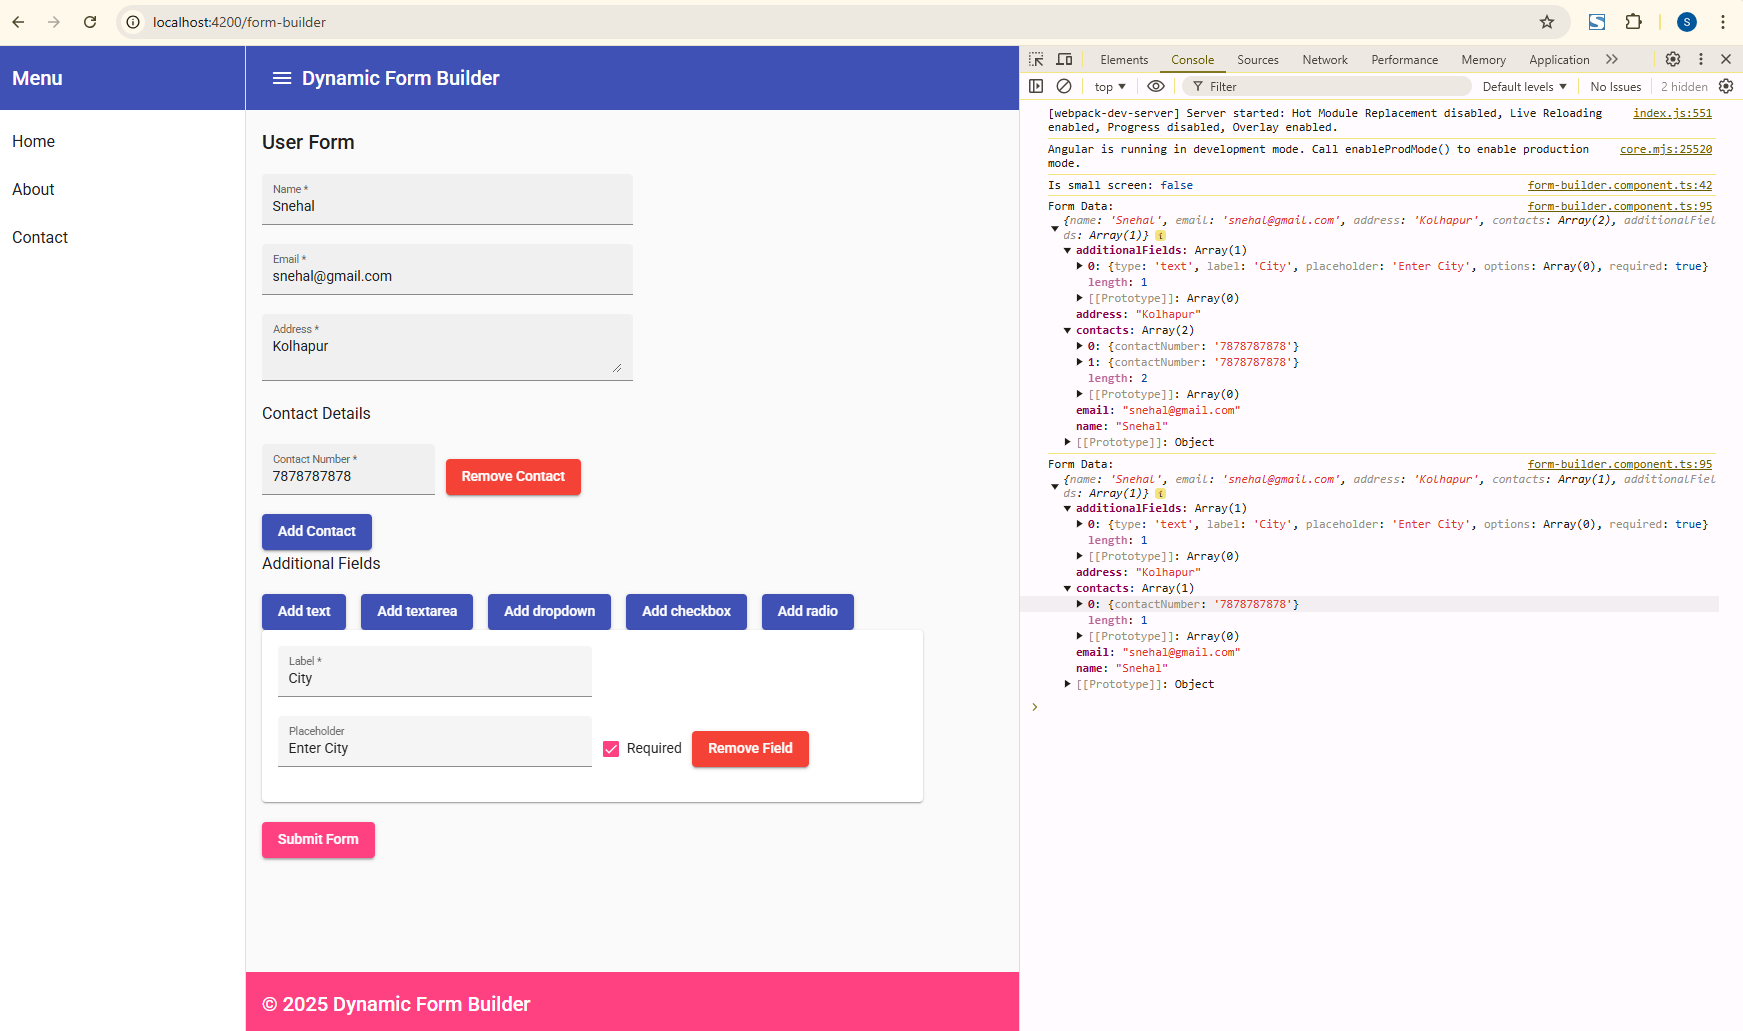 localhost:4200/form-builder
S
Menu
Dynamic Form Builder
Home
About
Contact
User Form
Name *
Snehal
Email *
snehal@gmail.com
Address *
Kolhapur
Contact Details
Contact Number *
7878787878
Remove Contact
Add Contact
Additional Fields
Add text
Add textarea
Add dropdown
Add checkbox
Add radio
Label *
City
Placeholder
Enter City
Required
Remove Field
Submit Form
© 2025 Dynamic Form Builder
Elements Console Sources Network Performance Memory Application
top Filter Default levels No Issues 2 hidden
[webpack-dev-server] Server started: Hot Module Replacement disabled, Live Reloading index.js:551
enabled, Progress disabled, Overlay enabled.
Angular is running in development mode. Call enableProdMode() to enable production core.mjs:25520
mode.
Is small screen: false form-builder.component.ts:42
Form Data: form-builder.component.ts:95
{name: 'Snehal', email: 'snehal@gmail.com', address: 'Kolhapur', contacts: Array(2), additionalFiel
ds: Array(1)} i
additionalFields: Array(1)
0: {type: 'text', label: 'City', placeholder: 'Enter City', options: Array(0), required: true}
length: 1
[[Prototype]]: Array(0)
address: "Kolhapur"
contacts: Array(2)
0: {contactNumber: '7878787878'}
1: {contactNumber: '7878787878'}
length: 2
[[Prototype]]: Array(0)
email: "snehal@gmail.com"
name: "Snehal"
[[Prototype]]: Object
Form Data: form-builder.component.ts:95
{name: 'Snehal', email: 'snehal@gmail.com', address: 'Kolhapur', contacts: Array(1), additionalFiel
ds: Array(1)} i
additionalFields: Array(1)
0: {type: 'text', label: 'City', placeholder: 'Enter City', options: Array(0), required: true}
length: 1
[[Prototype]]: Array(0)
address: "Kolhapur"
contacts: Array(1)
0: {contactNumber: '7878787878'}
length: 1
[[Prototype]]: Array(0)
email: "snehal@gmail.com"
name: "Snehal"
[[Prototype]]: Object